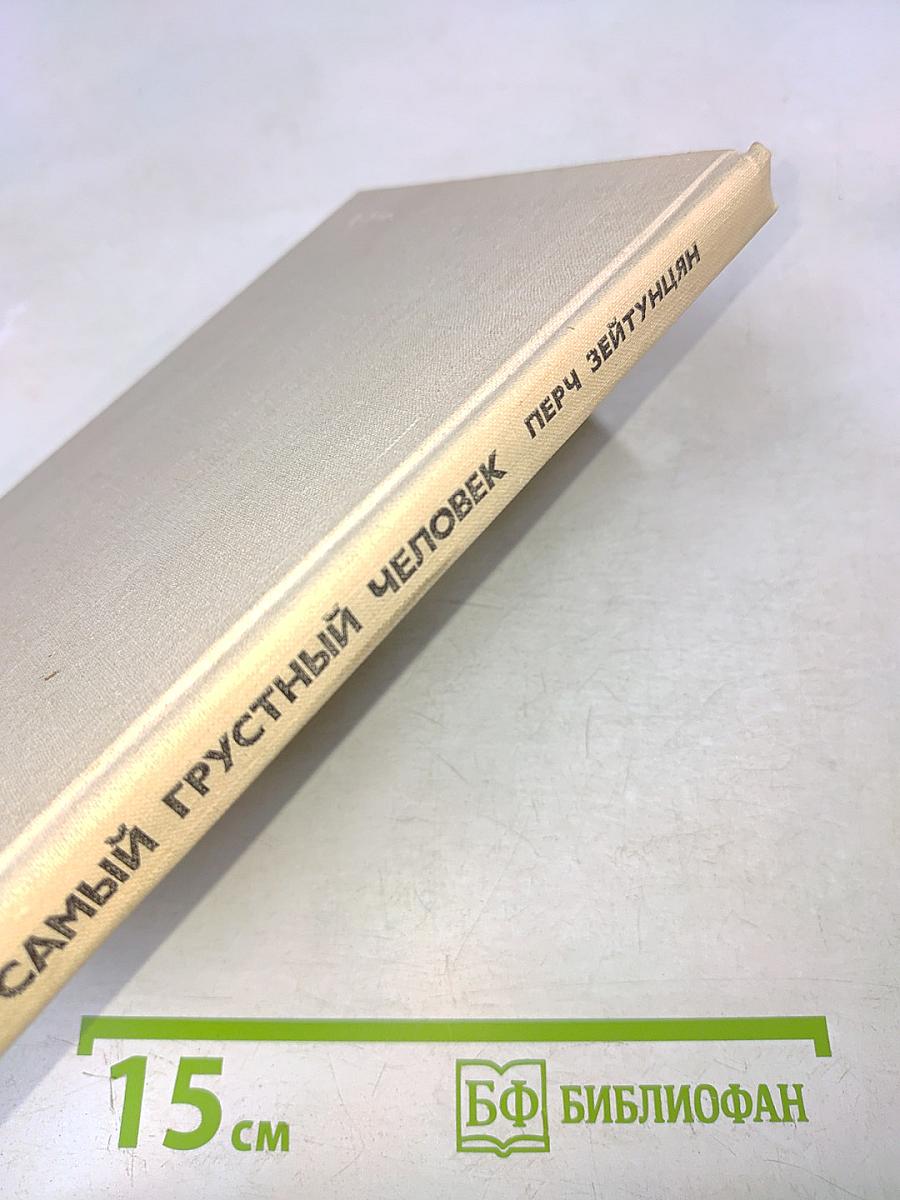 САМЫЙ ГРУСТНЫЙ ЧЕЛОВЕК ПЕРЧ ЗЕЙТУНЦЯН
15 см
БФ БИБЛИОФАН